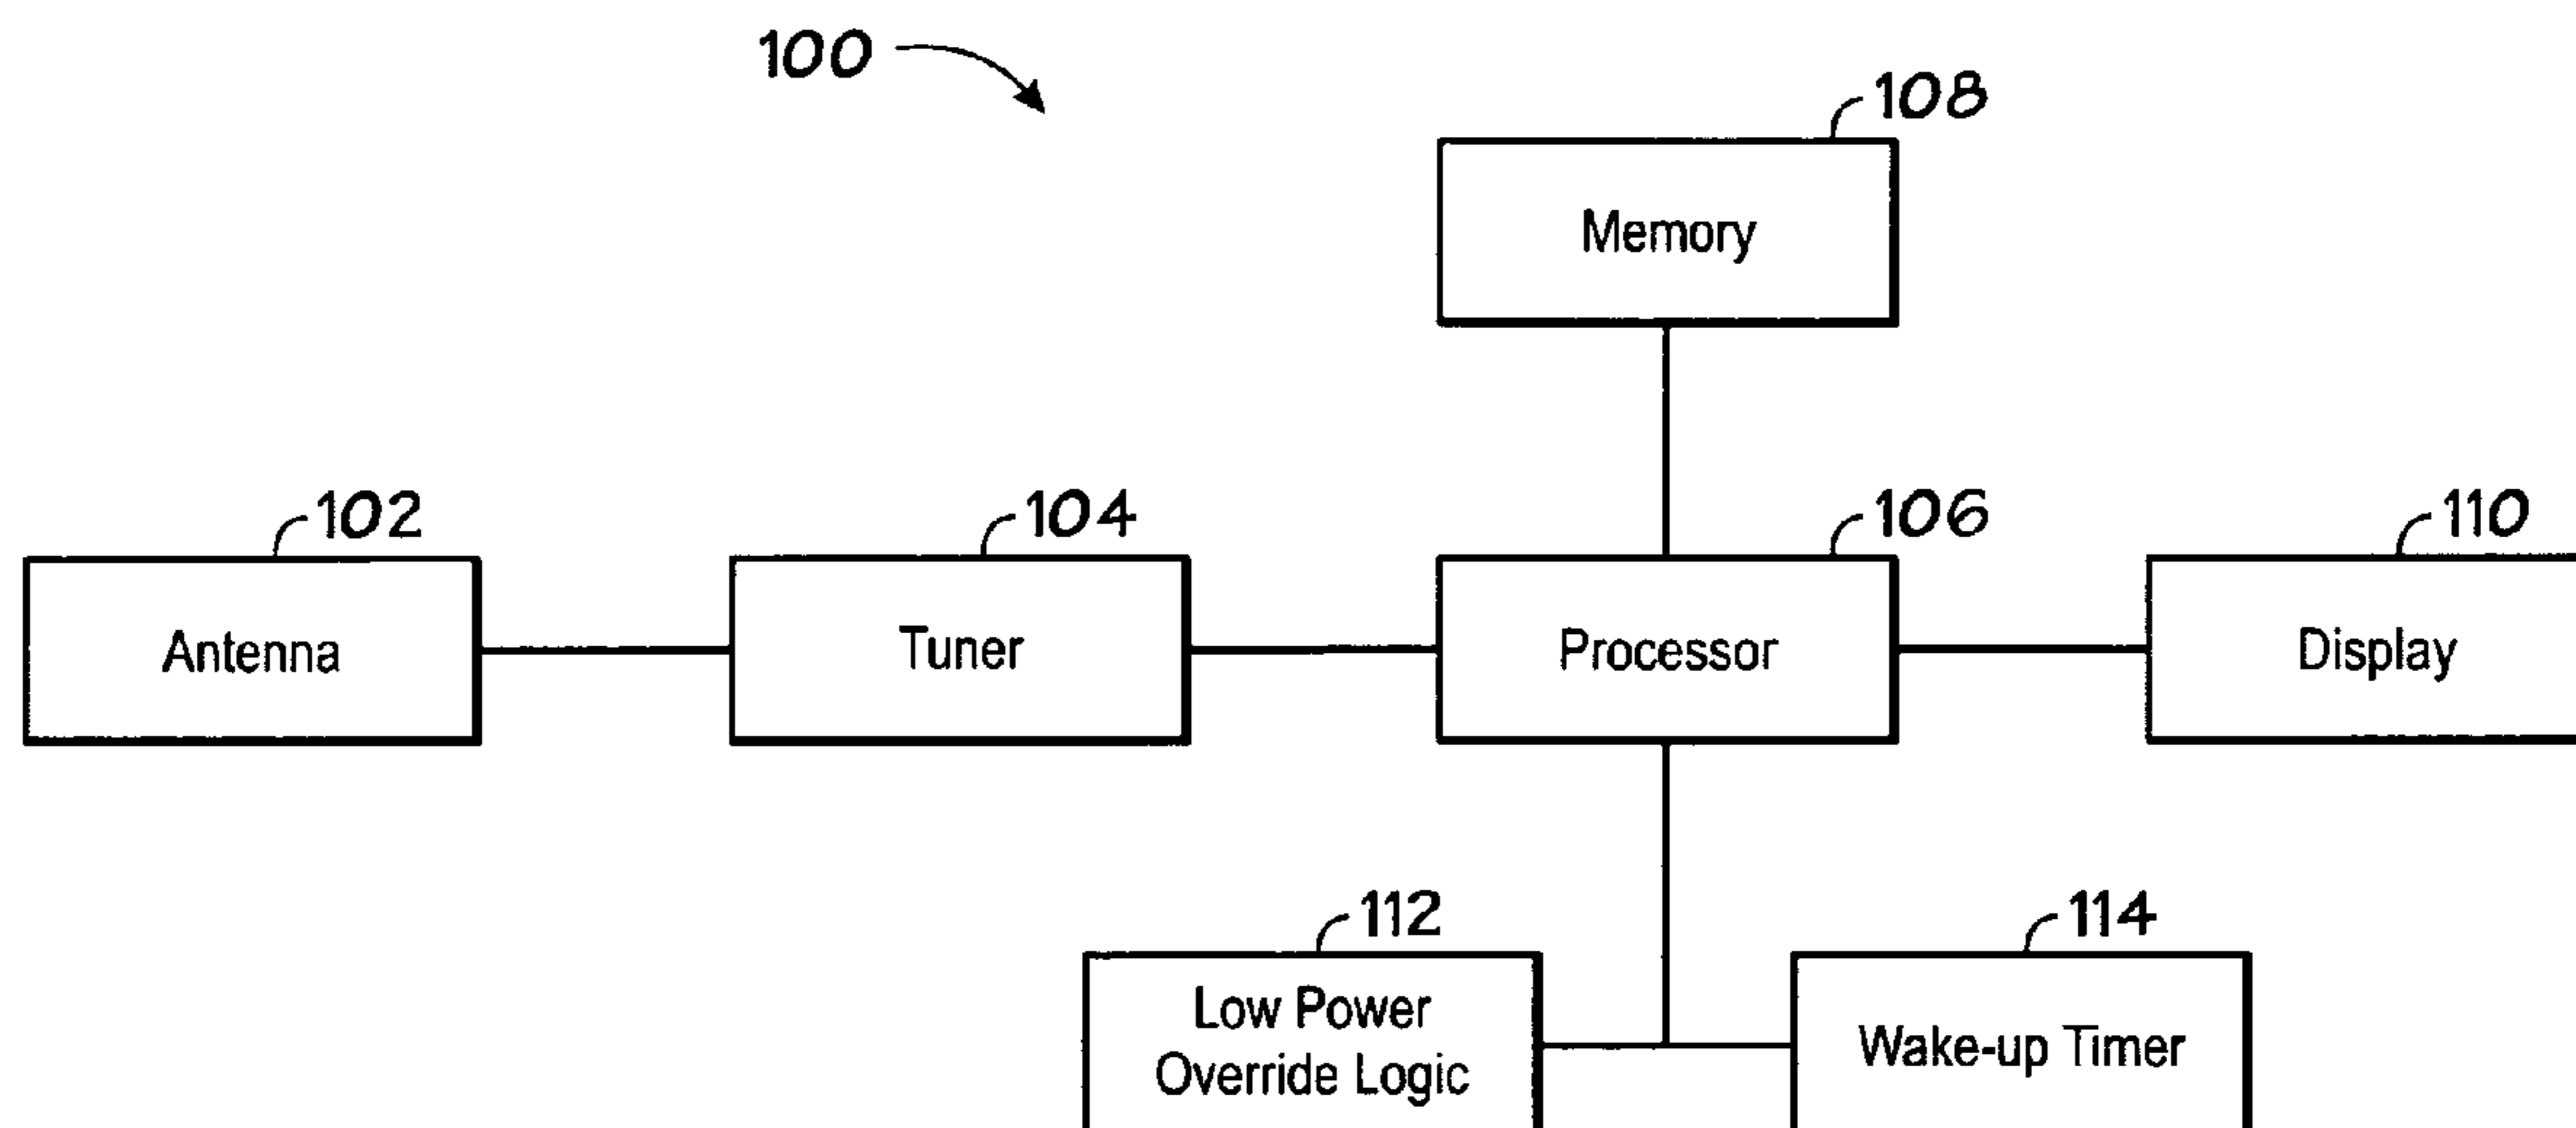 100
108
Memory
102
104
106
110
Antenna
Tuner
Processor
Display
112
114
Low Power
Override Logic
Wake-up Timer